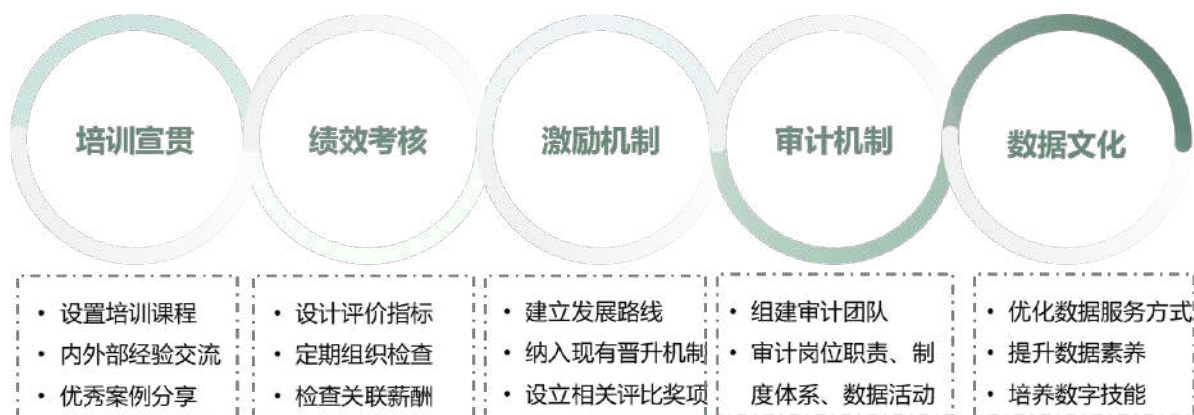 培训宣贯
绩效考核
激励机制
审计机制
数据文化
• 设置培训课程
• 内外部经验交流
• 优秀案例分享
• 设计评价指标
• 定期组织检查
• 检查关联薪酬
• 建立发展路线
• 纳入现有晋升机制
• 设立相关评比奖项
• 组建审计团队
• 审计岗位职责、制
度体系、数据活动
• 优化数据服务方式
• 提升数据素养
• 培养数字技能